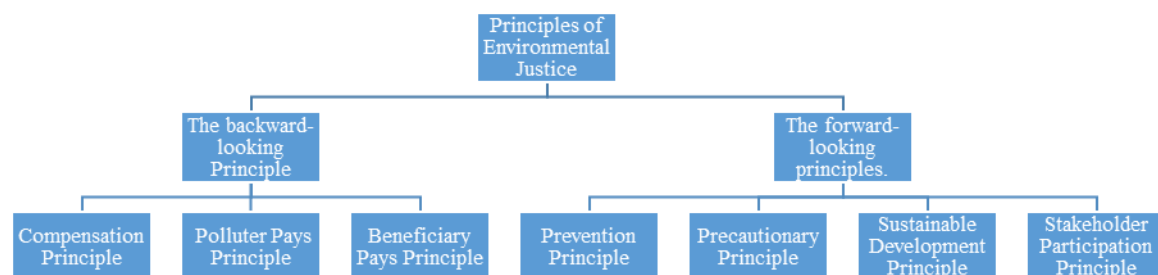 Principles of
Environmental
Justice
The backward-
looking
Principle
The forward-
looking
principles.
Compensation
Principle
Polluter Pays
Principle
Beneficiary
Pays Principle
Prevention
Principle
Precautionary
Principle
Sustainable
Development
Principle
Stakeholder
Participation
Principle